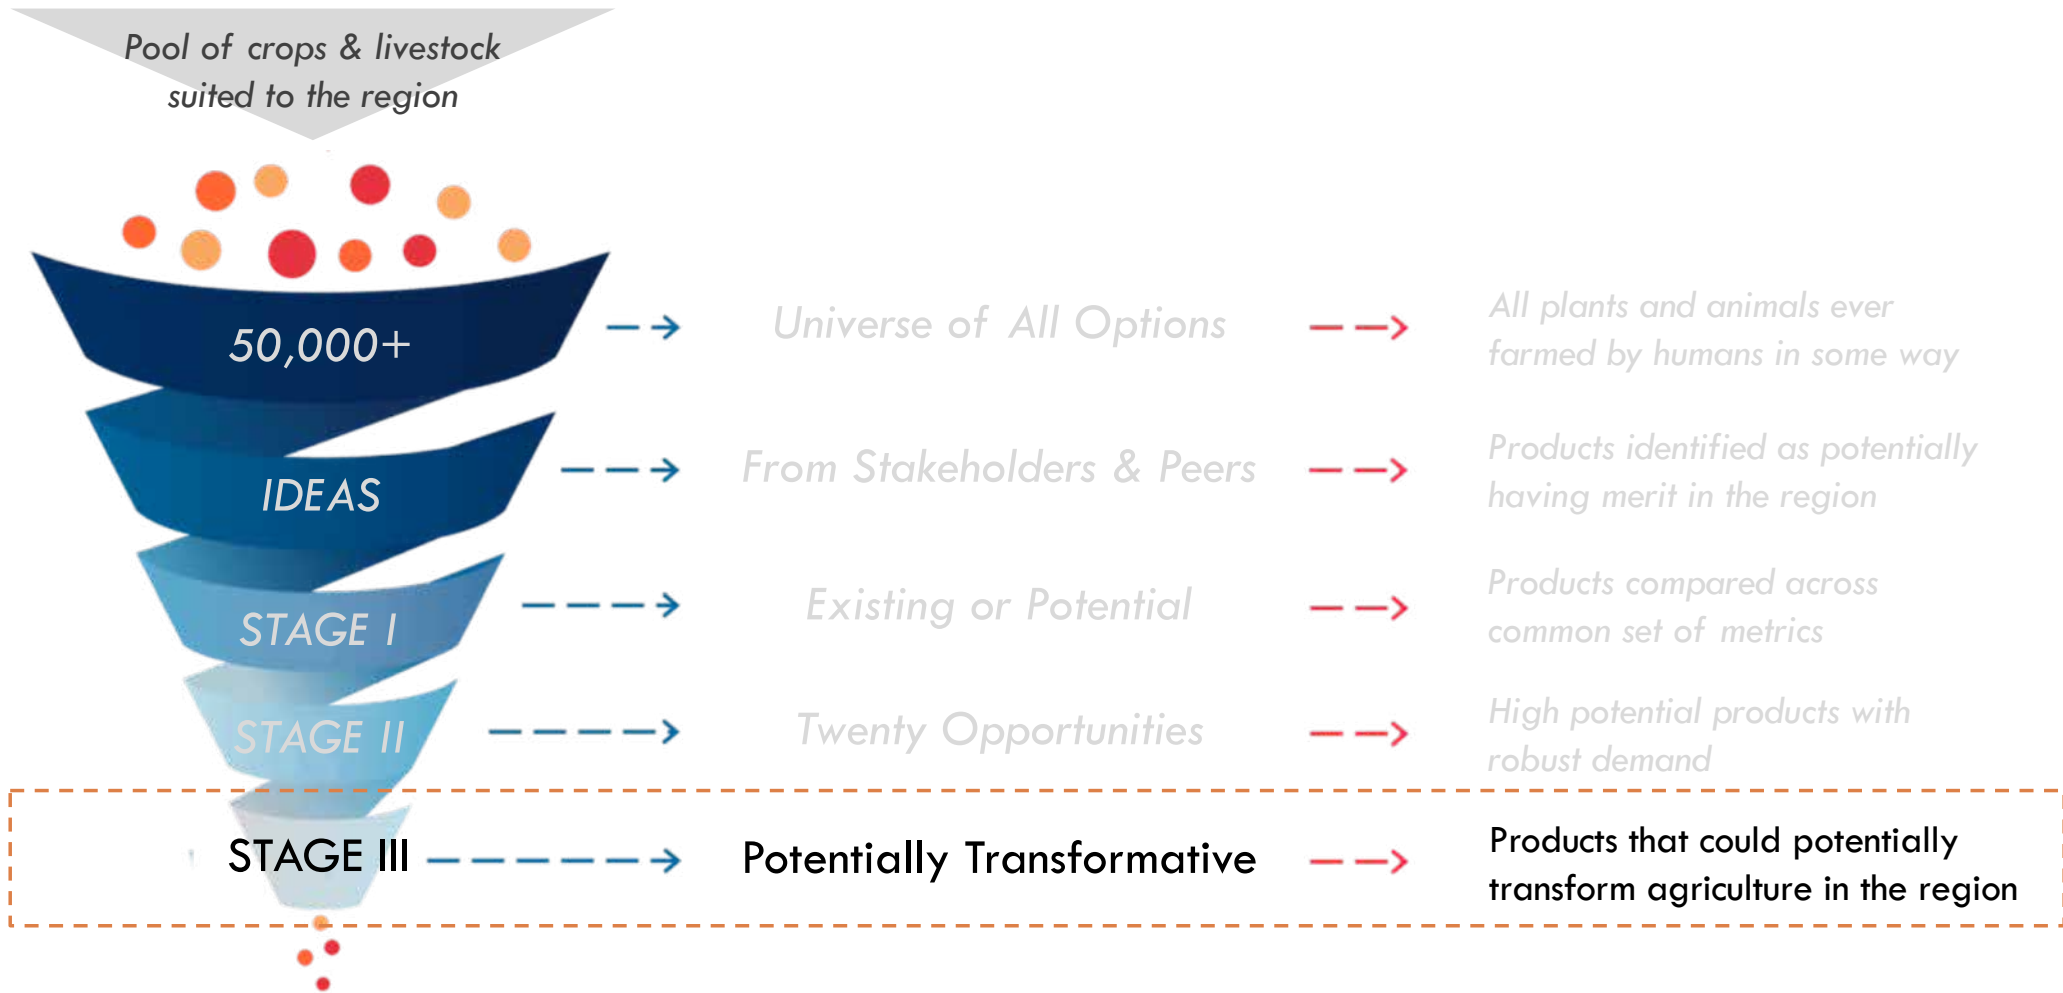 Pool of crops & livestock
suited to the region
50,000+
Universe of All Options
All plants and animals ever
farmed by humans in some way
IDEAS
From Stakeholders & Peers
Products identified as potentially
having merit in the region
STAGE I
Existing or Potential
Products compared across
common set of metrics
STAGE II
Twenty Opportunities
High potential products with
robust demand
STAGE III
Potentially Transformative
Products that could potentially
transform agriculture in the region